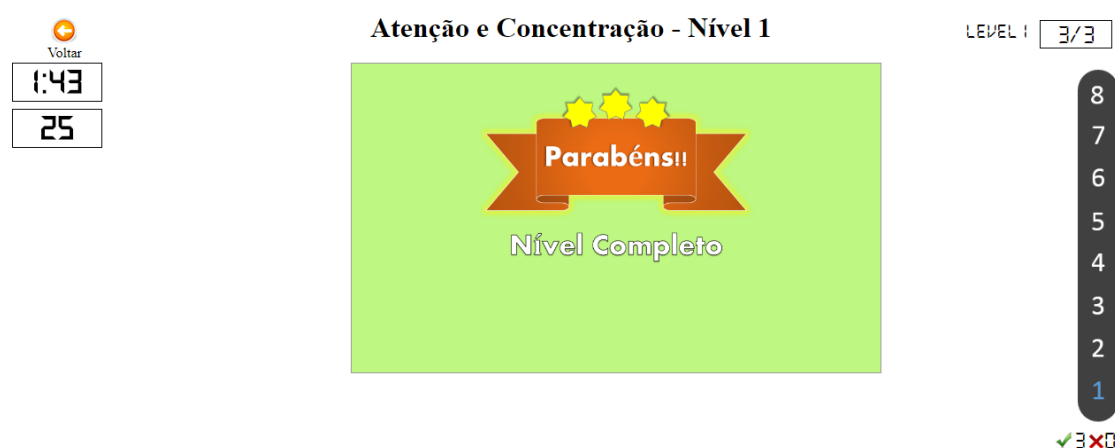 Atenção e Concentração - Nível 1
Voltar
1:43
25
LEVEL 1
3/3
Parabéns!!
Nível Completo
8
7
6
5
4
3
2
1
3
0